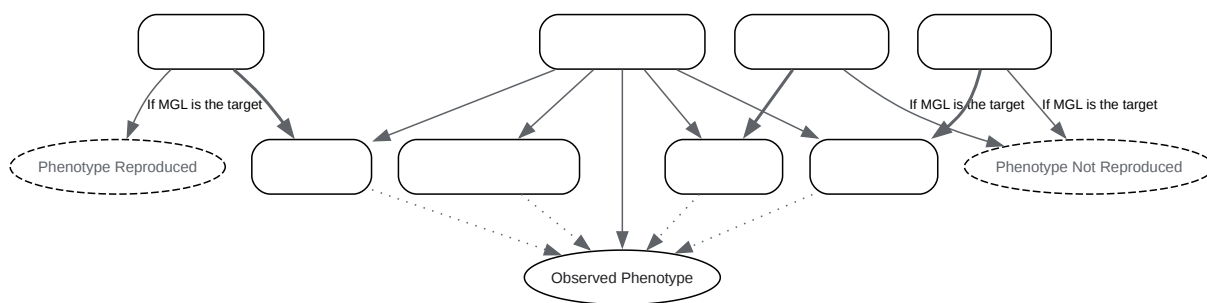 If MGL is the target
If MGL is the target
If MGL is the target
Phenotype Reproduced
Phenotype Not Reproduced
Observed Phenotype